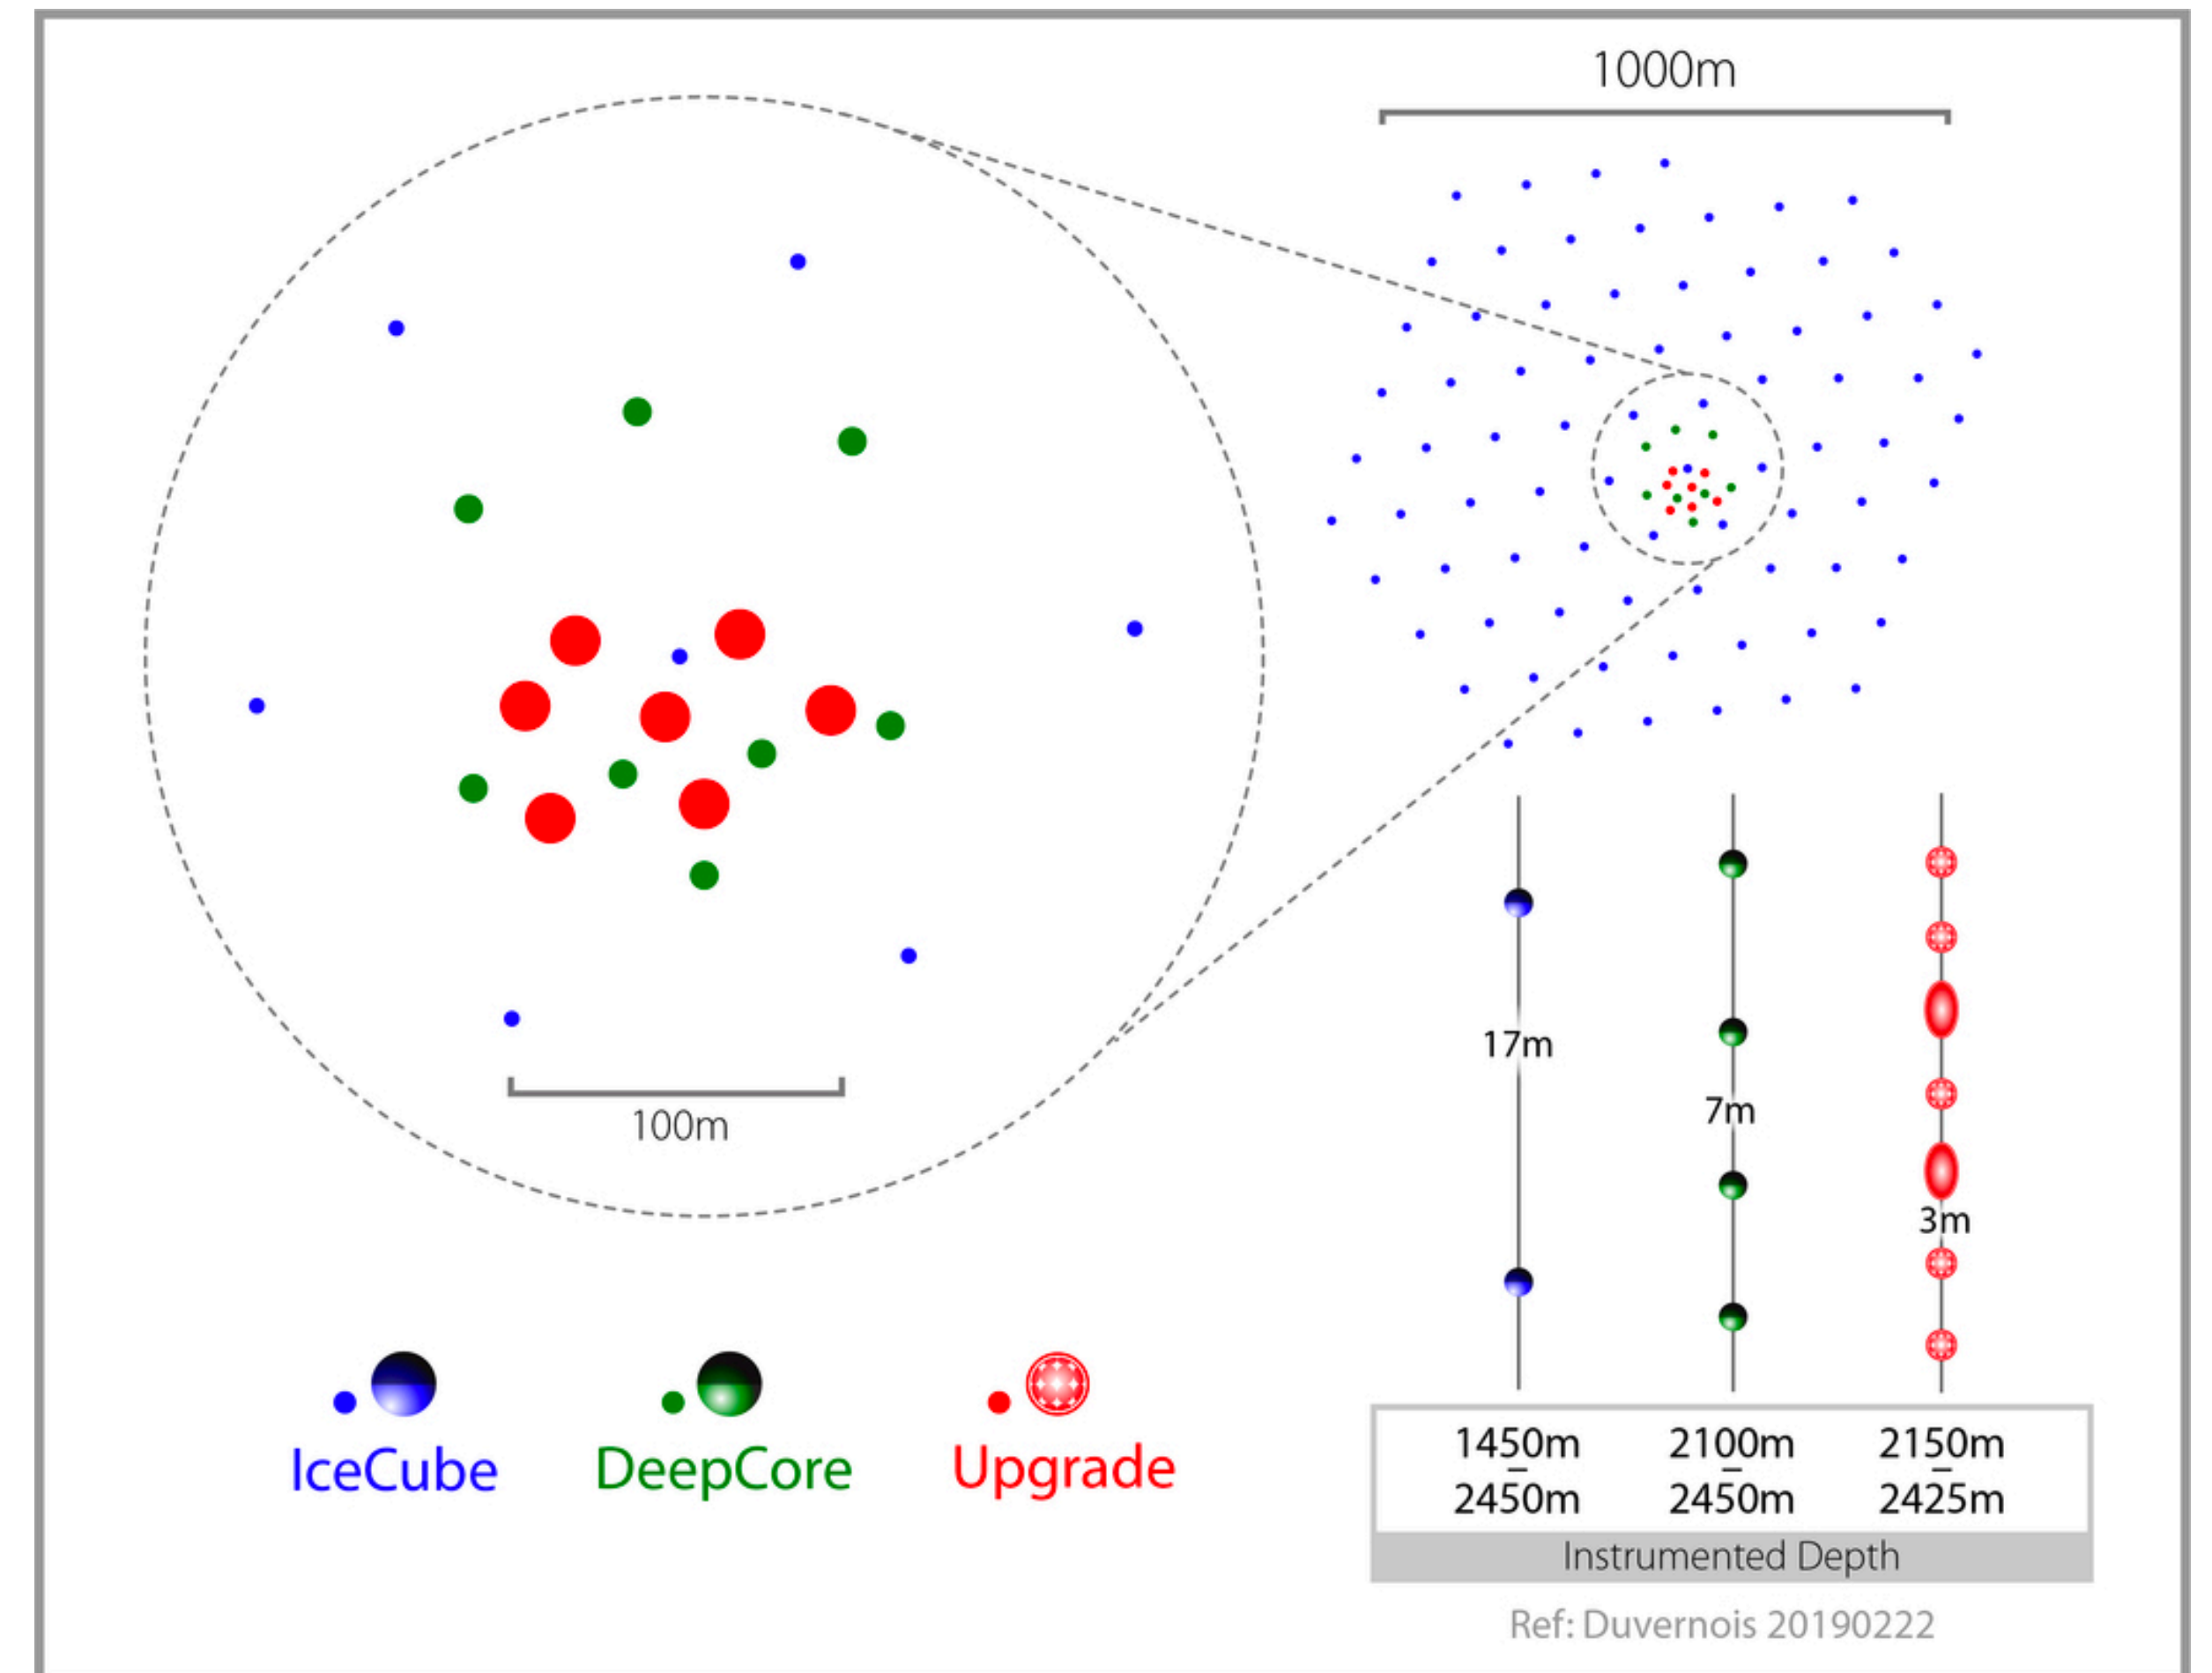 1000m
100m
17m
7m
3m
IceCube
DeepCore
Upgrade
1450m
–
2450m
2100m
–
2450m
2150m
–
2425m
Instrumented Depth
Ref: Duvernois 20190222